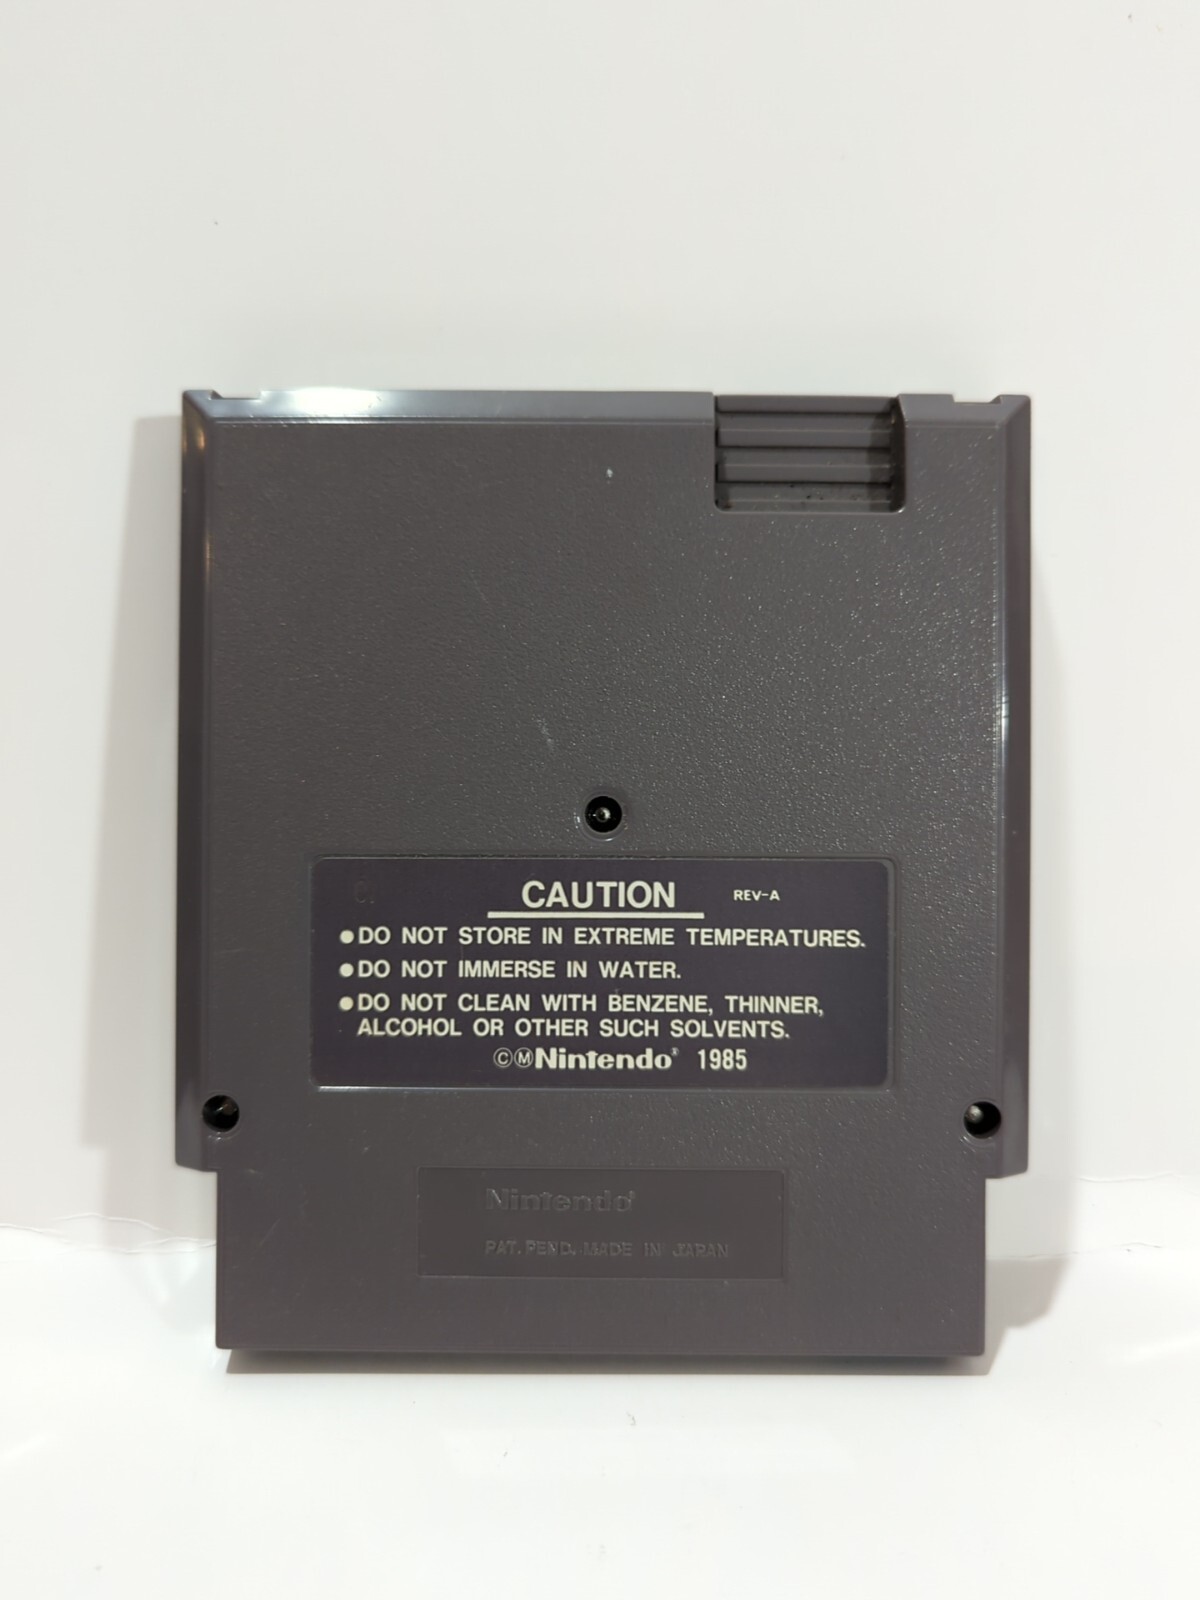 CAUTION REV-A
●DO NOT STORE IN EXTREME TEMPERATURES.
●DO NOT IMMERSE IN WATER.
●DO NOT CLEAN WITH BENZENE, THINNER,
ALCOHOL OR OTHER SUCH SOLVENTS.
©ⓂNintendo® 1985
Nintendo®
PAT. PEND. MADE IN JAPAN